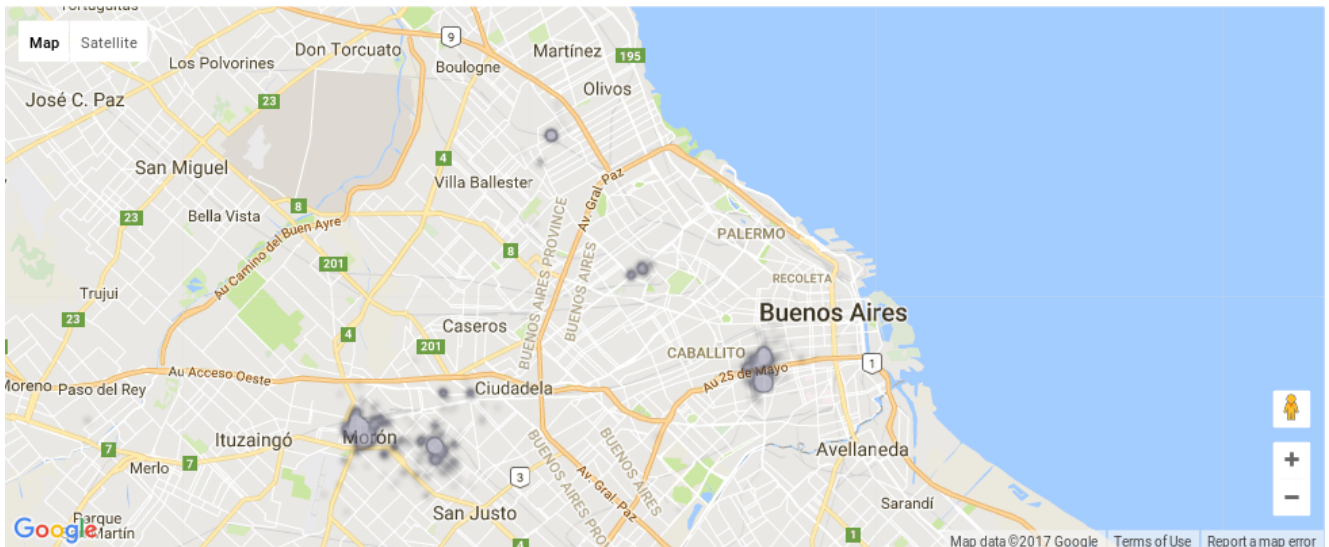 Map Satellite
Don Torcuato
9
Martínez
195
Los Polvorines
Boulogne
Olivos
José C. Paz
23
4
San Miguel
Villa Ballester
Av. Gral Paz
8
Bella Vista
23
Au Camino del Buen Ayre
8
PALERMO
201
BUENOS AIRES PROVINCE
BUENOS AIRES
RECOLETA
Trujui
23
4
Caseros
201
Buenos Aires
CABALLITO
1
Au Acceso Oeste
Moreno Paso del Rey
Ciudadela
Au 25 de Mayo
Ituzaingó
Morón
7
Merlo
7
3
Avellaneda
BUENOS AIRES
Av. Gral Paz
San Justo
Sarandí
Parque
Martín
Google
4
1
Map data ©2017 Google Terms of Use Report a map error